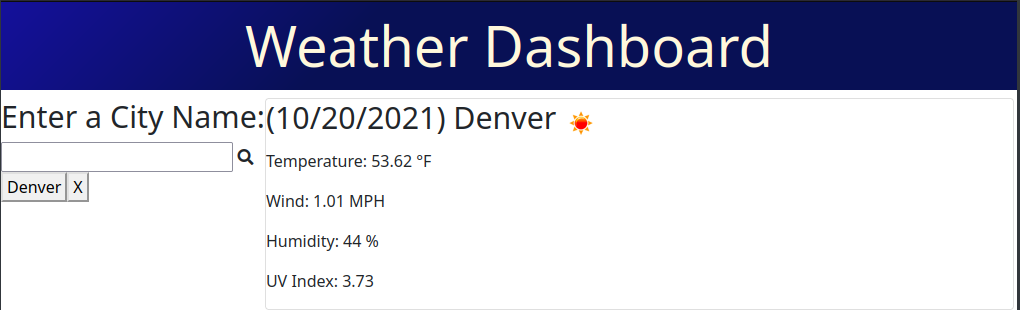 Weather Dashboard
Enter a City Name:
Denver X
(10/20/2021) Denver
Temperature: 53.62 °F
Wind: 1.01 MPH
Humidity: 44 %
UV Index: 3.73